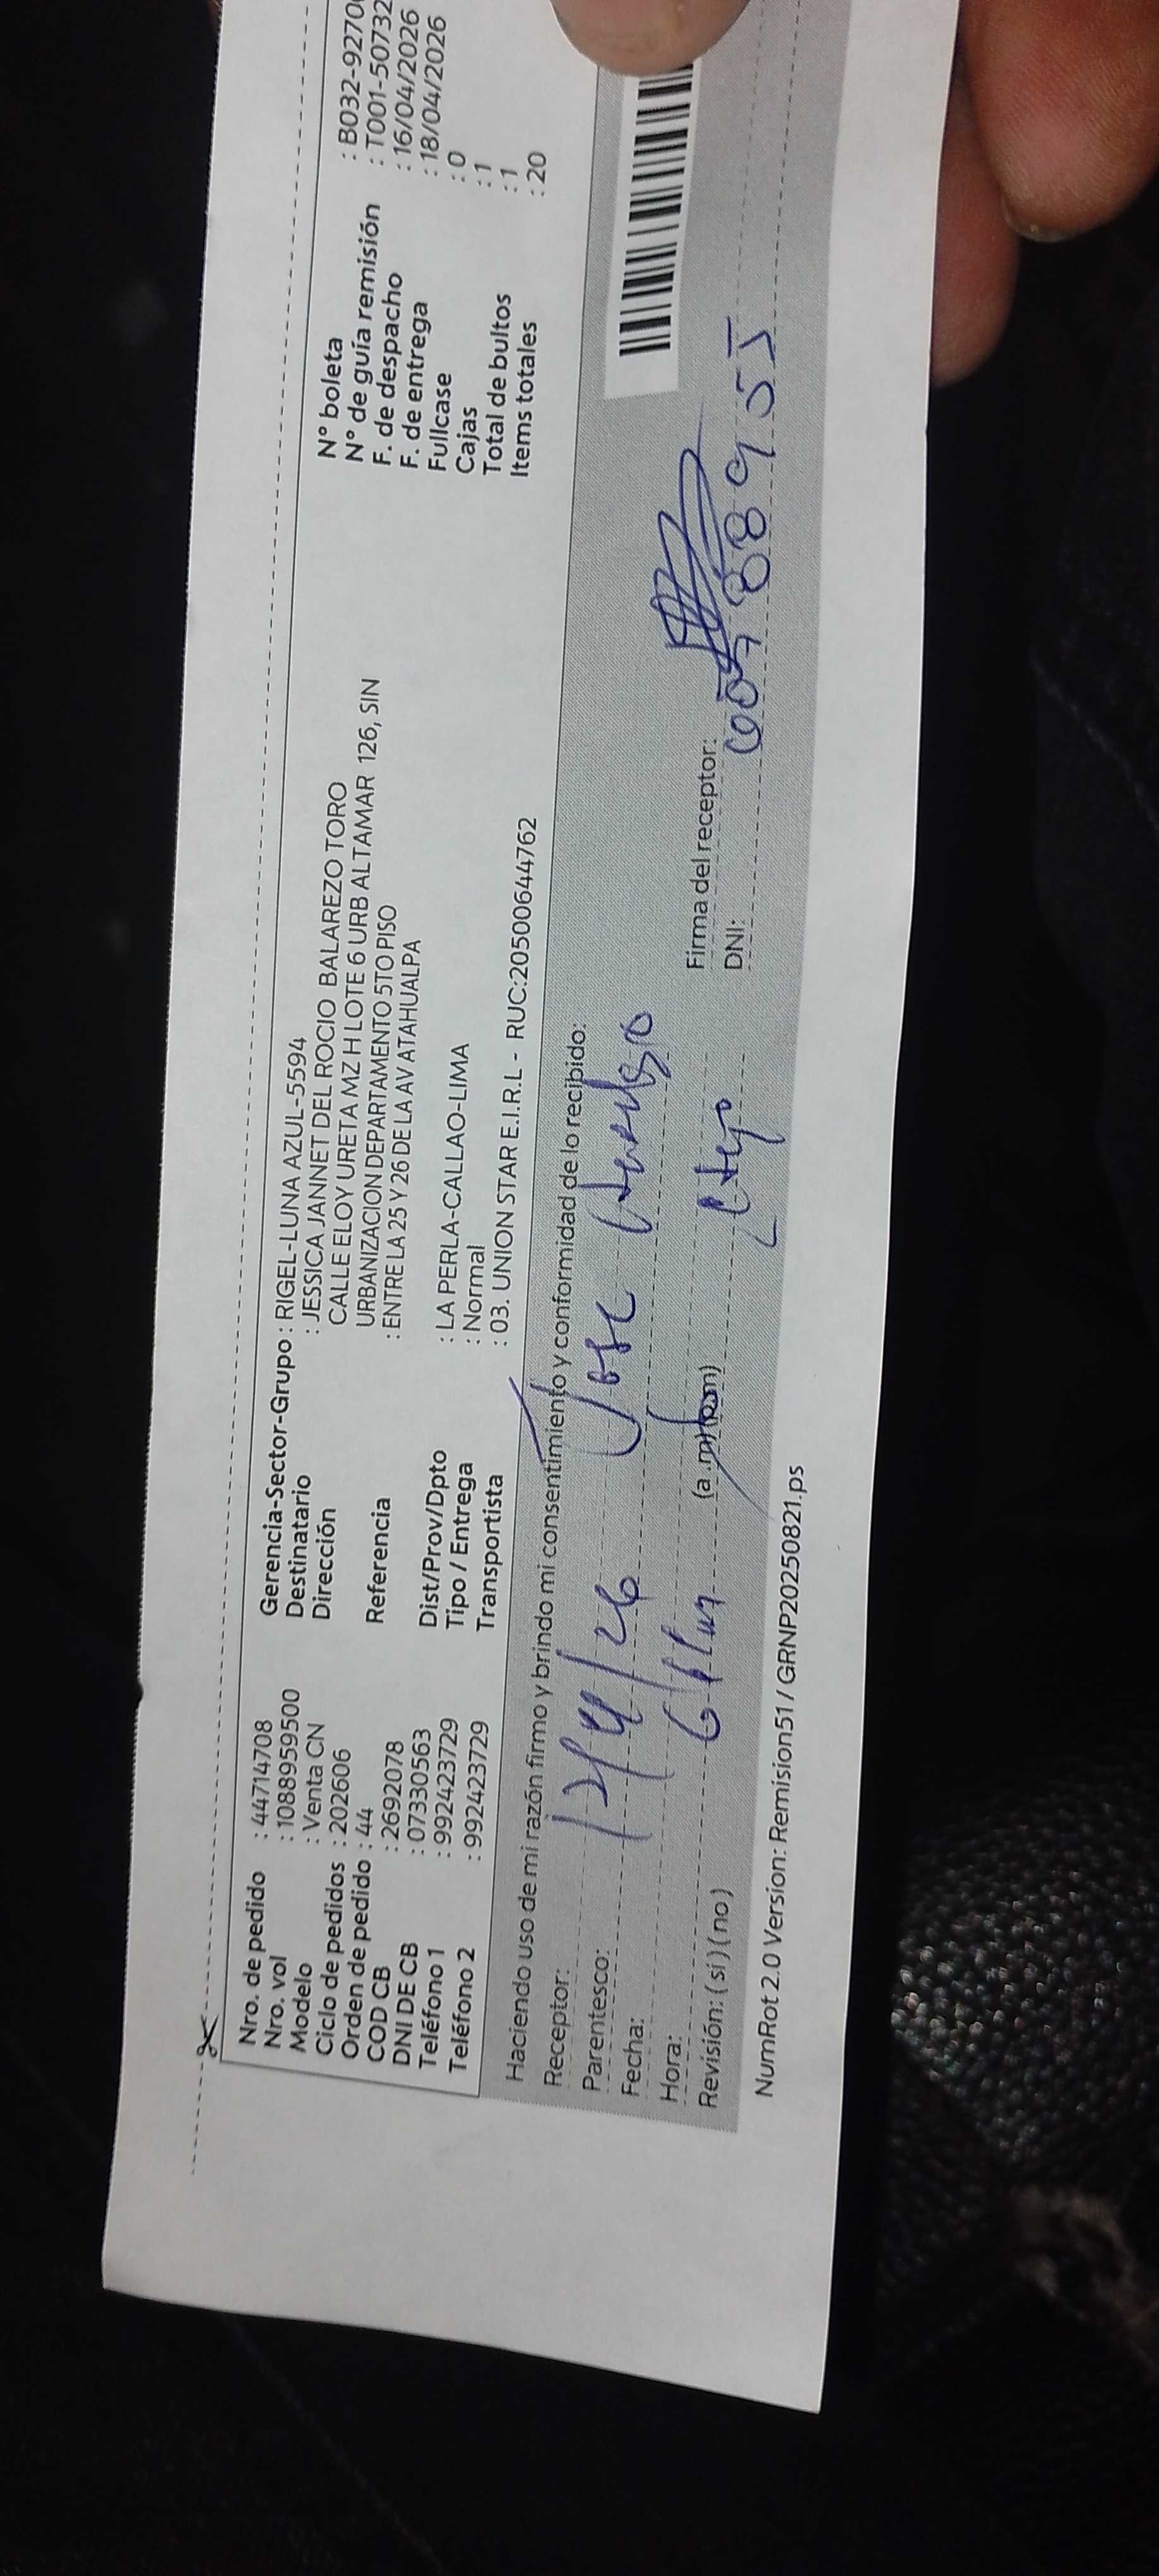 Nro. de pedido : 44714708
Nro. vol : 1088959500
Modelo : Venta CN
Ciclo de pedidos : 202606
Orden de pedido : 44
COD CB : 2692078
DNI DE CB : 07330563
Teléfono 1 : 992423729
Teléfono 2 : 992423729
Gerencia-Sector-Grupo : RIGEL-LUNA AZUL-5594
Destinatario : JESSICA JANNET DEL ROCIO BALAREZO TORO
Dirección CALLE ELOY URETA MZ H LOTE 6 URB ALTAMAR 126, SIN
URBANIZACION DEPARTAMENTO 5TO PISO
Referencia : ENTRE LA 25 Y 26 DE LA AV ATAHUALPA
Dist/Prov/Dpto : LA PERLA-CALLAO-LIMA
Tipo / Entrega : Normal
Transportista : 03. UNION STAR E.I.R.L - RUC:20500644762
N° boleta : B032-9270
N° de guía remisión : T001-50732
F. de despacho : 16/04/2026
F. de entrega : 18/04/2026
Fullcase : 0
Cajas : 1
Total de bultos : 1
Items totales : 20
Haciendo uso de mi razón firmo y brindo mi consentimiento y conformidad de lo recibido:
Receptor:
Parentesco: Jose
Fecha:
Hora: (a.m) (p.m)
Revisión: ( si ) ( no )
Firma del receptor:
DNI:
NumRot 2.0 Version: Remision51 / GRNP20250821.ps